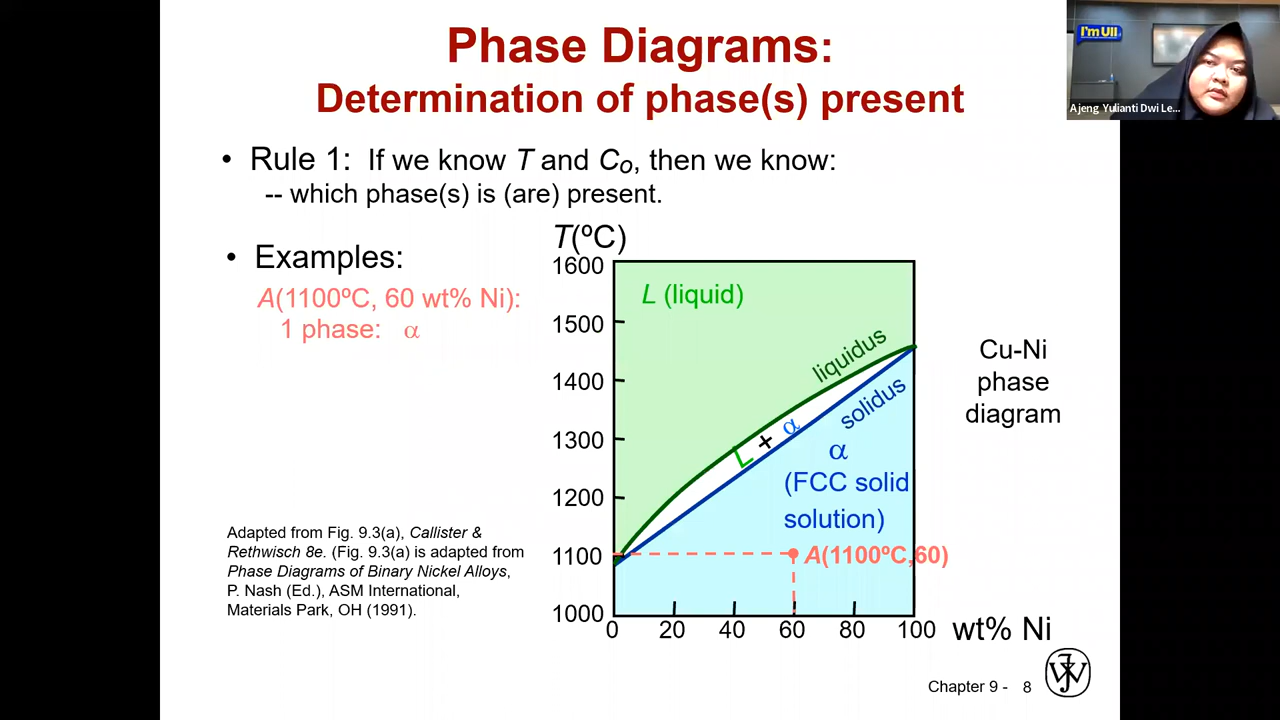 Phase Diagrams:
Determination of phase(s) present
I'm UII
Ajeng Yulianti Dwi Le...
• Rule 1: If we know T and Co, then we know:
-- which phase(s) is (are) present.
• Examples:
A(1100ºC, 60 wt% Ni):
1 phase: α
T(ºC)
1600
1500
1400
1300
1200
1100
1000
L (liquid)
liquidus
solidus
L + α
α
(FCC solid
solution)
A(1100ºC,60)
0 20 40 60 80 100 wt% Ni
Cu-Ni
phase
diagram
Adapted from Fig. 9.3(a), Callister &
Rethwisch 8e. (Fig. 9.3(a) is adapted from
Phase Diagrams of Binary Nickel Alloys,
P. Nash (Ed.), ASM International,
Materials Park, OH (1991).
Chapter 9 - 8